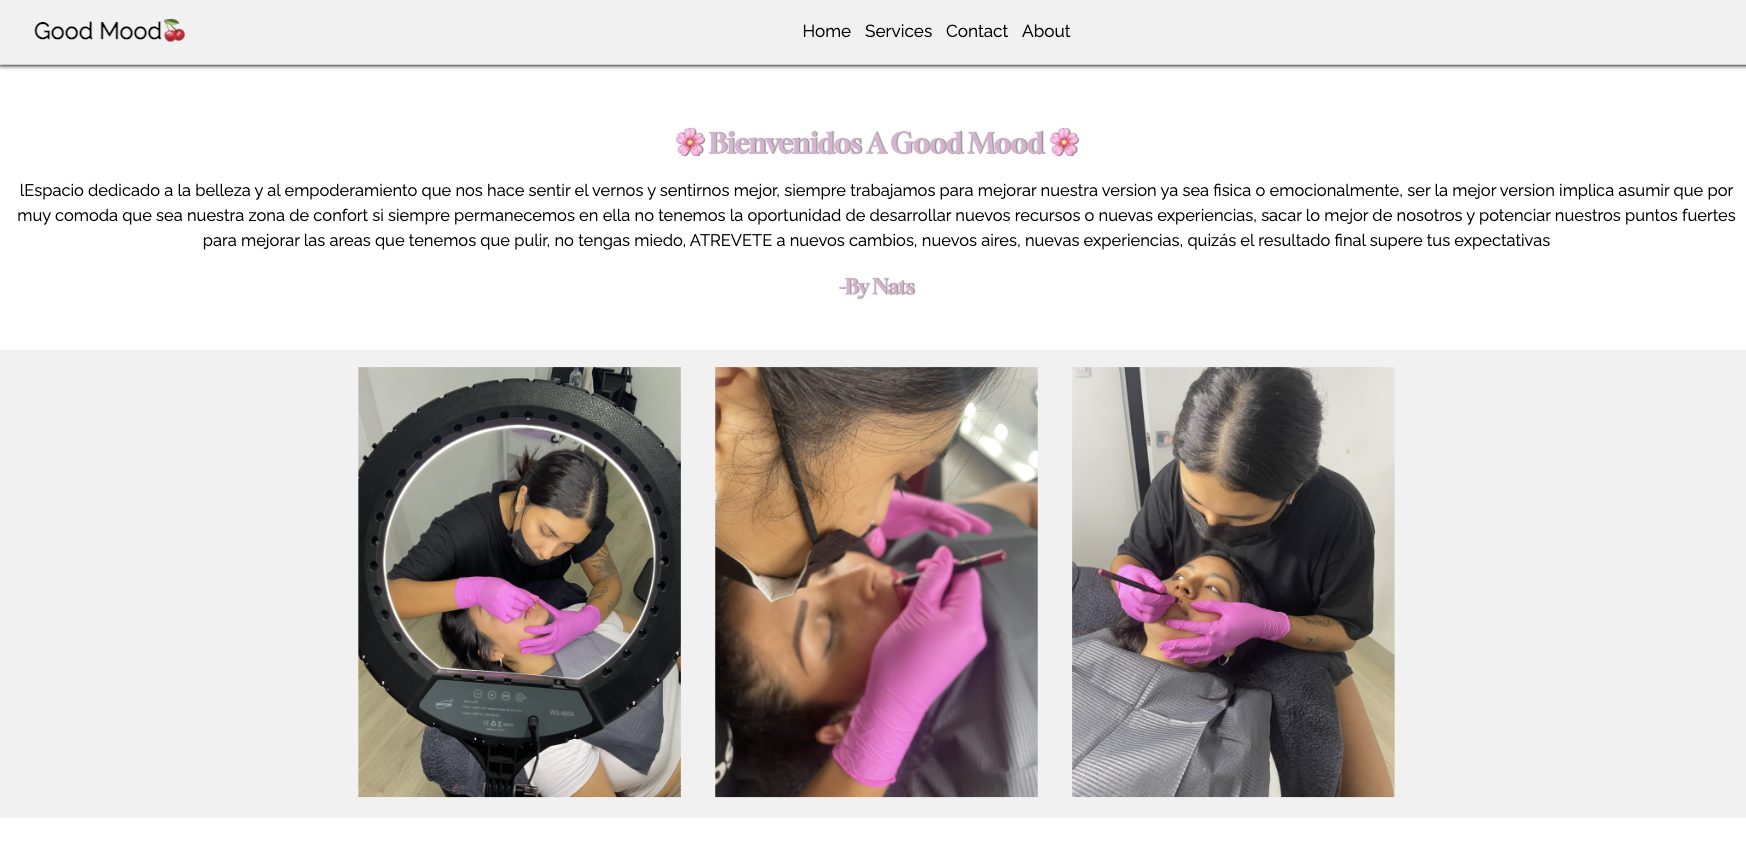 Good Mood🍒
Home Services Contact About
🌸Bienvenidos A Good Mood🌸
lEspacio dedicado a la belleza y al empoderamiento que nos hace sentir el vernos y sentirnos mejor, siempre trabajamos para mejorar nuestra version ya sea fisica o emocionalmente, ser la mejor version implica asumir que por
muy comoda que sea nuestra zona de confort si siempre permanecemos en ella no tenemos la oportunidad de desarrollar nuevos recursos o nuevas experiencias, sacar lo mejor de nosotros y potenciar nuestros puntos fuertes
para mejorar las areas que tenemos que pulir, no tengas miedo, ATREVETE a nuevos cambios, nuevos aires, nuevas experiencias, quizás el resultado final supere tus expectativas
-By Nats